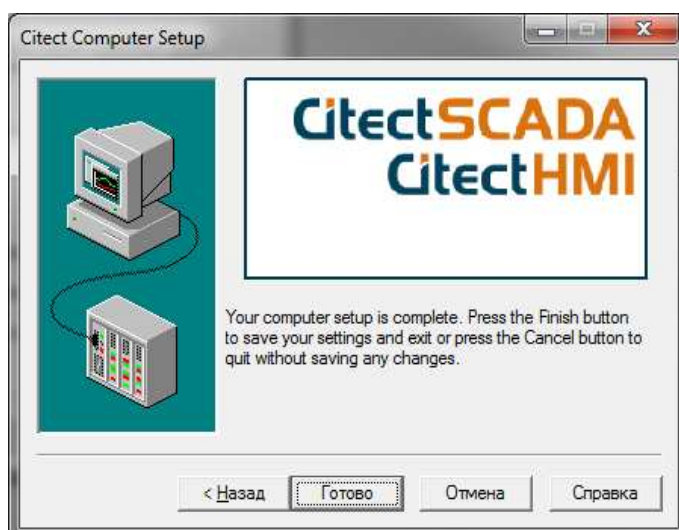 Citect Computer Setup
CitectSCADA
CitectHMI
Your computer setup is complete. Press the Finish button
to save your settings and exit or press the Cancel button to
quit without saving any changes.
< Назад Готово Отмена Справка